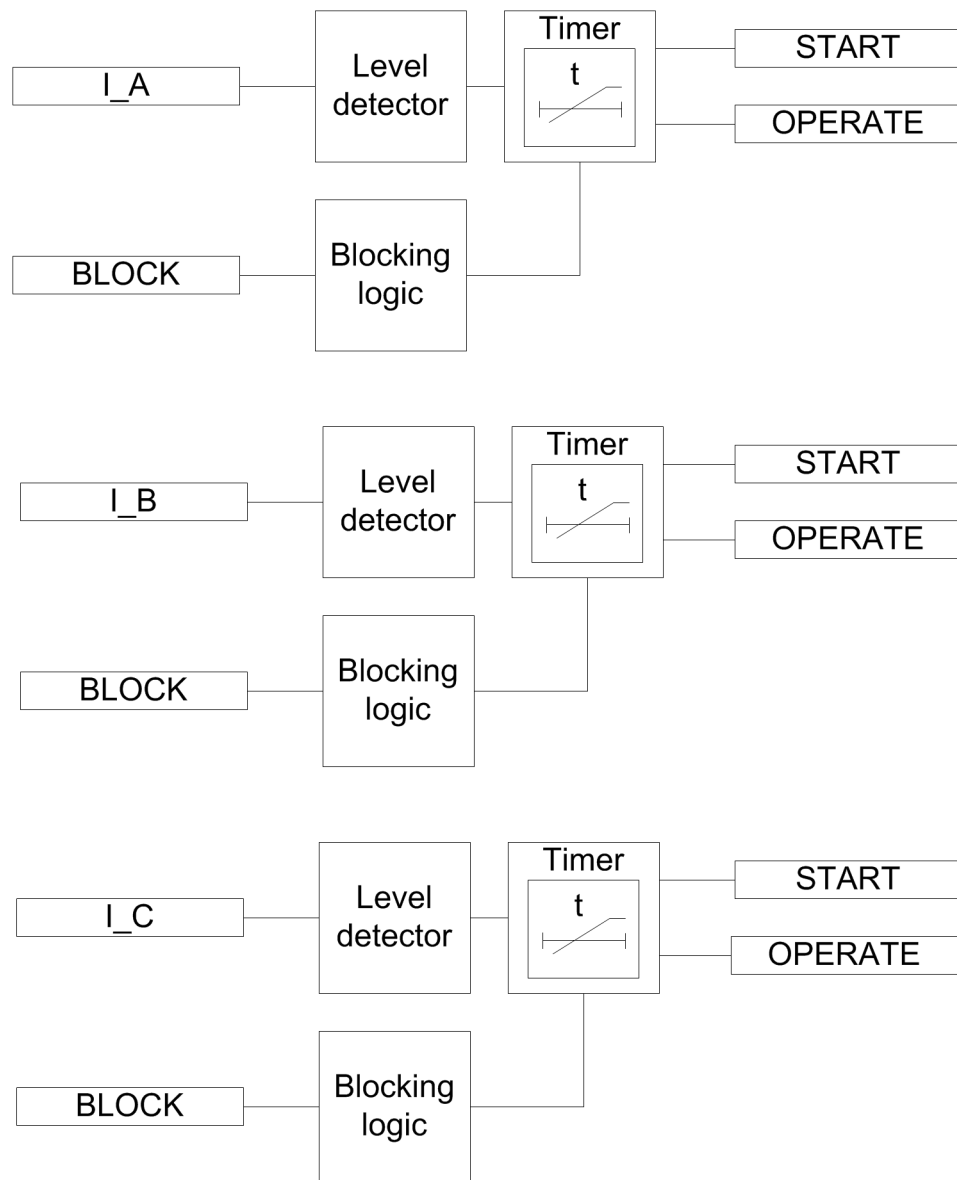 Timer
START
Level
detector
t
I_A
OPERATE
Blocking
logic
BLOCK
Timer
START
Level
detector
t
I_B
OPERATE
Blocking
logic
BLOCK
Timer
START
Level
detector
t
I_C
OPERATE
Blocking
logic
BLOCK